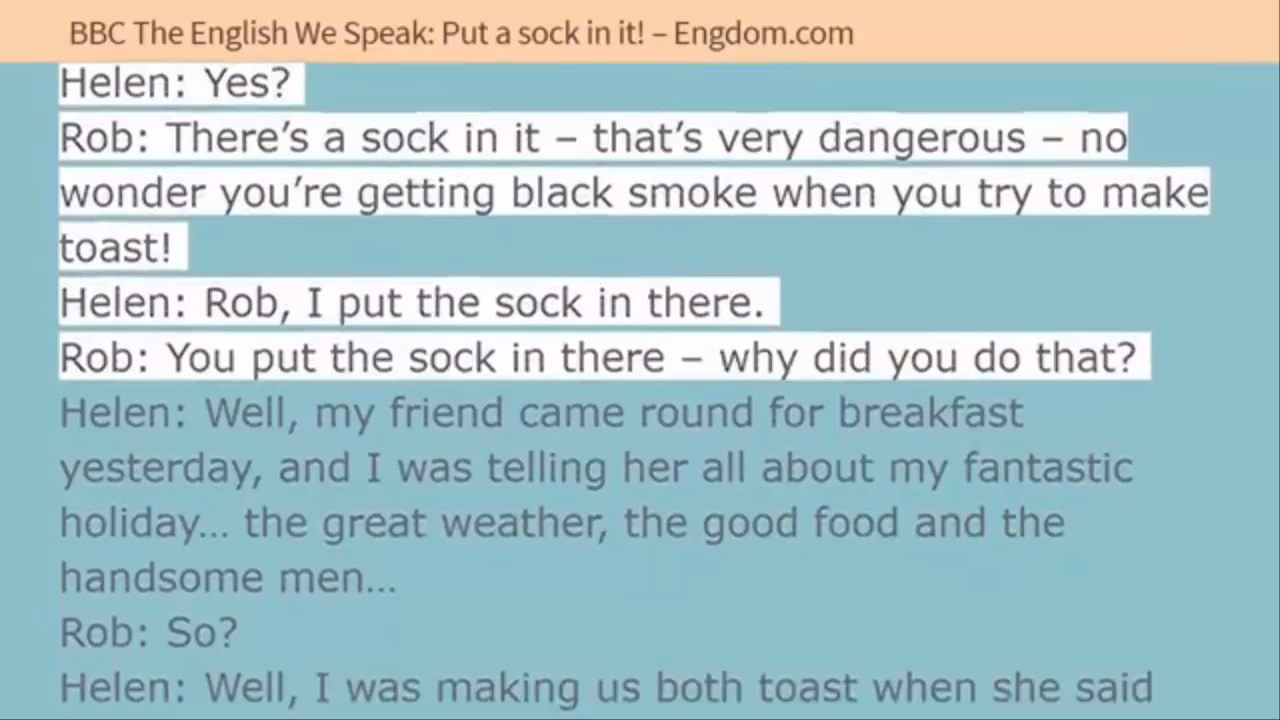 BBC The English We Speak: Put a sock in it! – Engdom.com
Helen: Yes?
Rob: There’s a sock in it – that’s very dangerous – no
wonder you’re getting black smoke when you try to make
toast!
Helen: Rob, I put the sock in there.
Rob: You put the sock in there – why did you do that?
Helen: Well, my friend came round for breakfast
yesterday, and I was telling her all about my fantastic
holiday... the great weather, the good food and the
handsome men...
Rob: So?
Helen: Well, I was making us both toast when she said